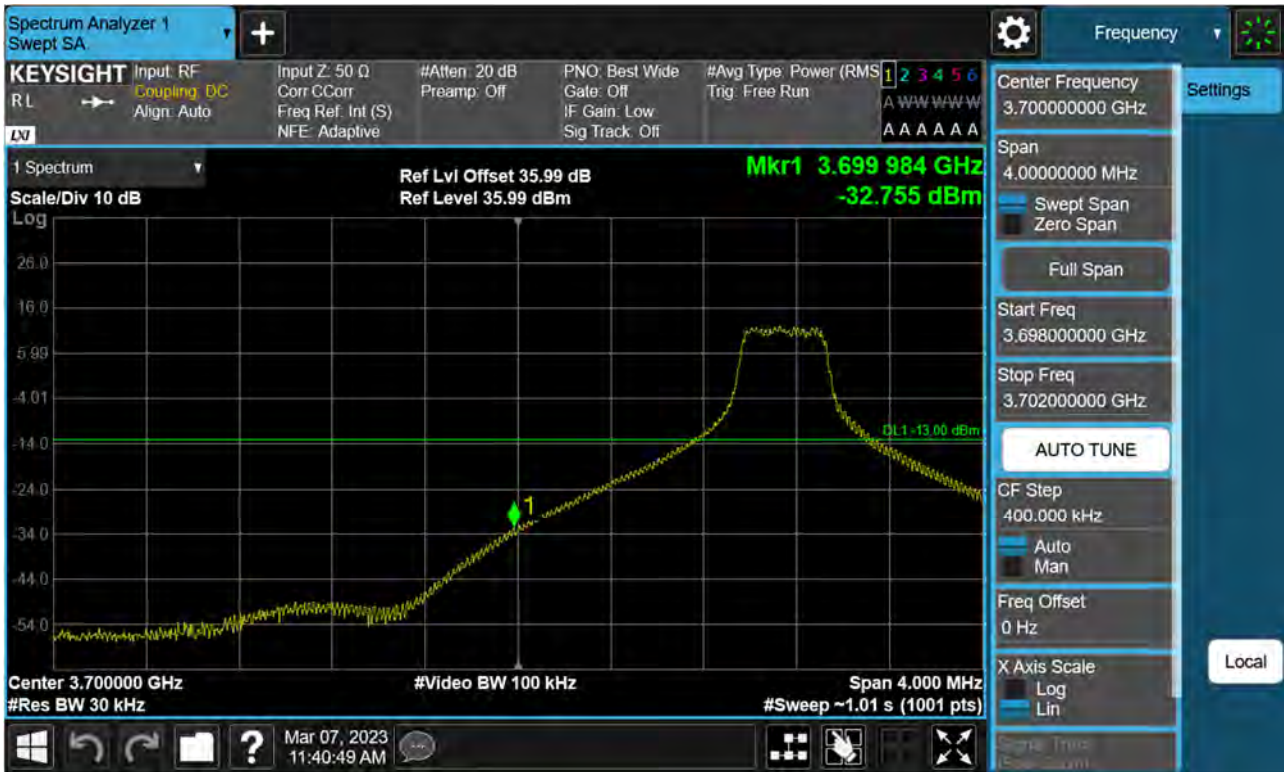 Spectrum Analyzer 1
Swept SA
Frequency
KEYSIGHT
R L
LXI
Input: RF
Coupling: DC
Align: Auto
Input Z: 50 Ω
Corr CCorr
Freq Ref: Int (S)
NFE: Adaptive
#Atten: 20 dB
Preamp: Off
PNO: Best Wide
Gate: Off
IF Gain: Low
Sig Track: Off
#Avg Type: Power (RMS
Trig: Free Run
1 2 3 4 5 6
A W W W W W
A A A A A A
1 Spectrum
Scale/Div 10 dB
Ref Lvl Offset 35.99 dB
Ref Level 35.99 dBm
Mkr1 3.699 984 GHz
-32.755 dBm
Log
26.0
16.0
5.99
-4.01
-14.0
-24.0
-34.0
-44.0
-54.0
DL1 -13.00 dBm
1
Center 3.700000 GHz
#Res BW 30 kHz
#Video BW 100 kHz
Span 4.000 MHz
#Sweep ~1.01 s (1001 pts)
Center Frequency
3.700000000 GHz
Settings
Span
4.00000000 MHz
Swept Span
Zero Span
Full Span
Start Freq
3.698000000 GHz
Stop Freq
3.702000000 GHz
AUTO TUNE
CF Step
400.000 kHz
Auto
Man
Freq Offset
0 Hz
X Axis Scale
Log
Lin
Local
?
Mar 07, 2023
11:40:49 AM